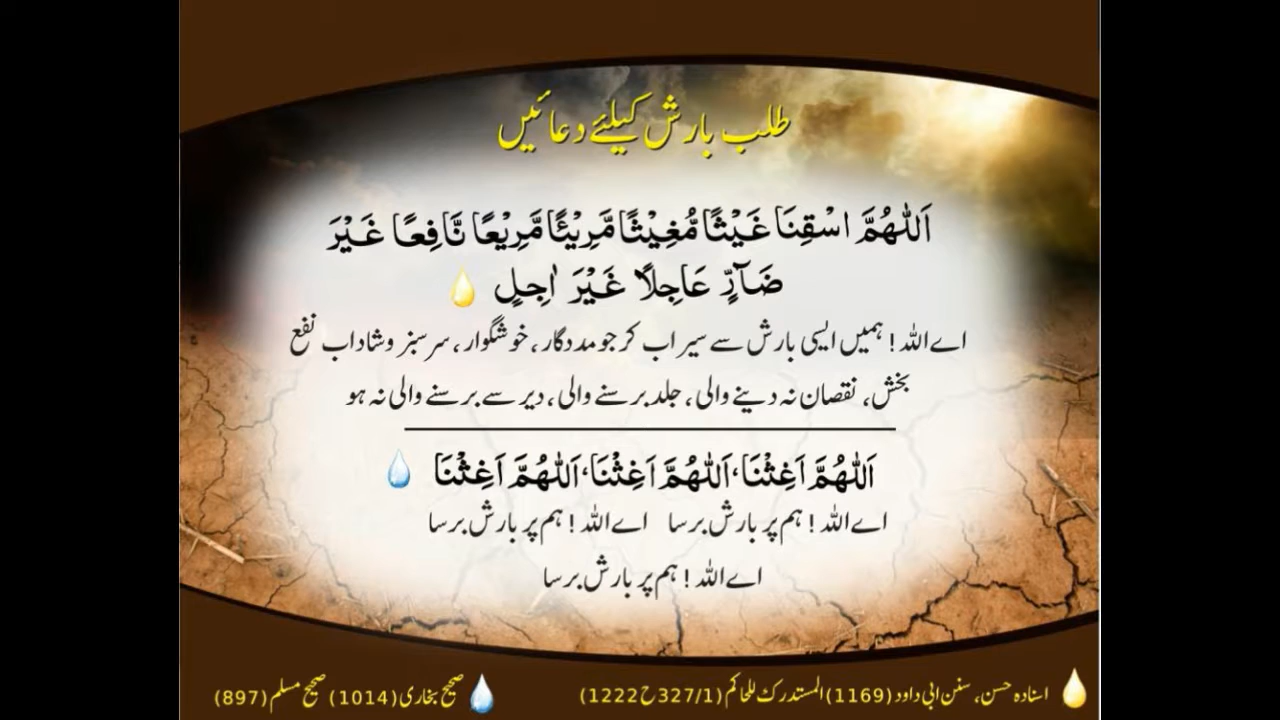 طلب بارش کیلئے دعائیں
اَللّٰهُمَّ اسْقِنَا غَيْثًا مُّغِيْثًا مَّرِيْئًا مَّرِيْعًا نَّافِعًا غَيْرَ
ضَآرٍّ عَاجِلًا غَيْرَ اٰجِلٍ
اے اللہ! ہمیں ایسی بارش سے سیراب کر جو مددگار، خوشگوار، سرسبز و شاداب نفع
بخش، نقصان نہ دینے والی، جلد برسنے والی، دیر سے برسنے والی نہ ہو
اَللّٰهُمَّ اَغِثْنَا، اَللّٰهُمَّ اَغِثْنَا، اَللّٰهُمَّ اَغِثْنَا
اے اللہ! ہم پر بارش برسا اے اللہ! ہم پر بارش برسا
اے اللہ! ہم پر بارش برسا
اسنادہ حسن، سنن ابی داود (1169) المستدرک للحاکم (327/1 ح 1222) صحیح بخاری (1014) صحیح مسلم (897)